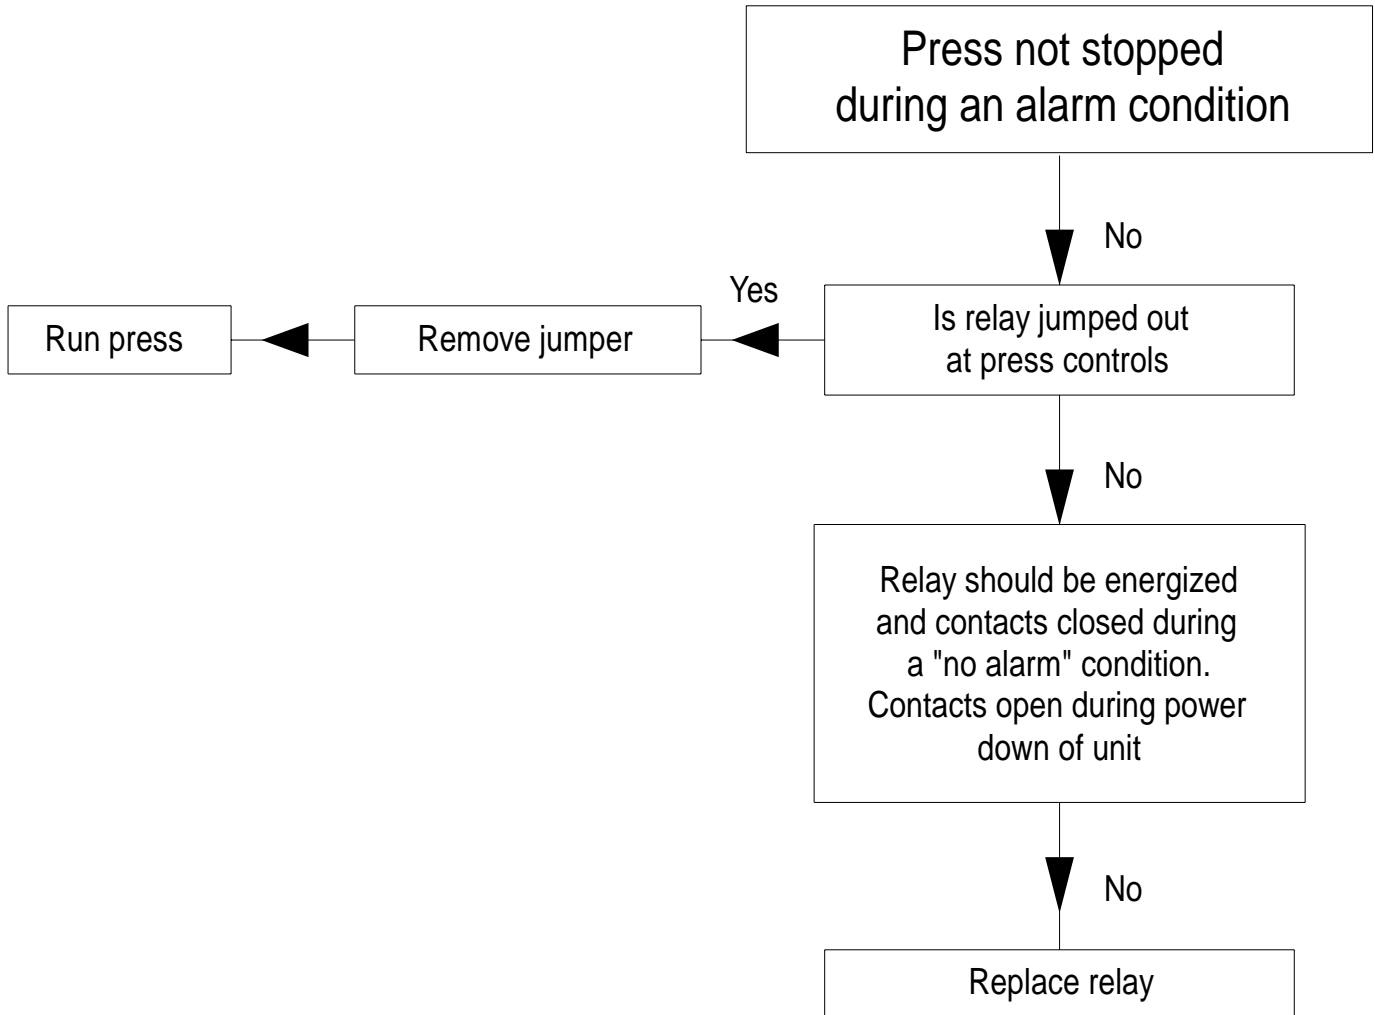 Press not stopped
during an alarm condition
No
Yes
Run press
Remove jumper
Is relay jumped out
at press controls
No
Relay should be energized
and contacts closed during
a "no alarm" condition.
Contacts open during power
down of unit
No
Replace relay